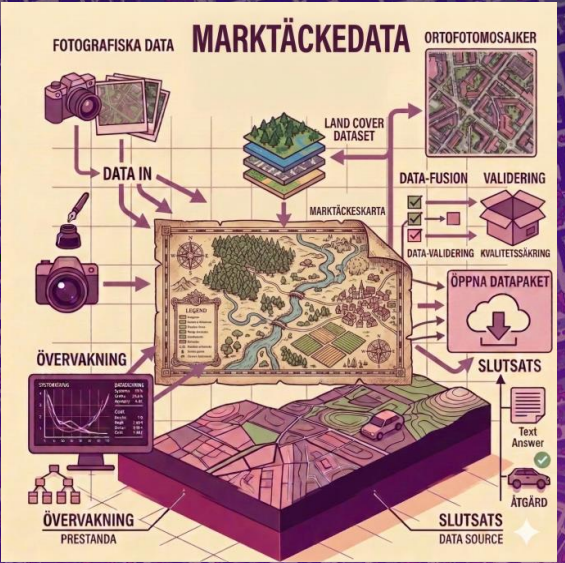 FOTOGRAFISKA DATA
MARKTÄCKEDATA
ORTOFOTOMOSAJKER
LAND COVER
DATASET
DATA IN
DATA-FUSION
VALIDERING
MARKTÄCKESKARTA
DATA-VALIDERING
KVALITETSSÄKRING
LEGEND
ÖPPNA DATAPAKET
ÖVERVAKNING
SLUTSATS
Text
Answer
ÅTGÄRD
ÖVERVAKNING
PRESTANDA
SLUTSATS
DATA SOURCE